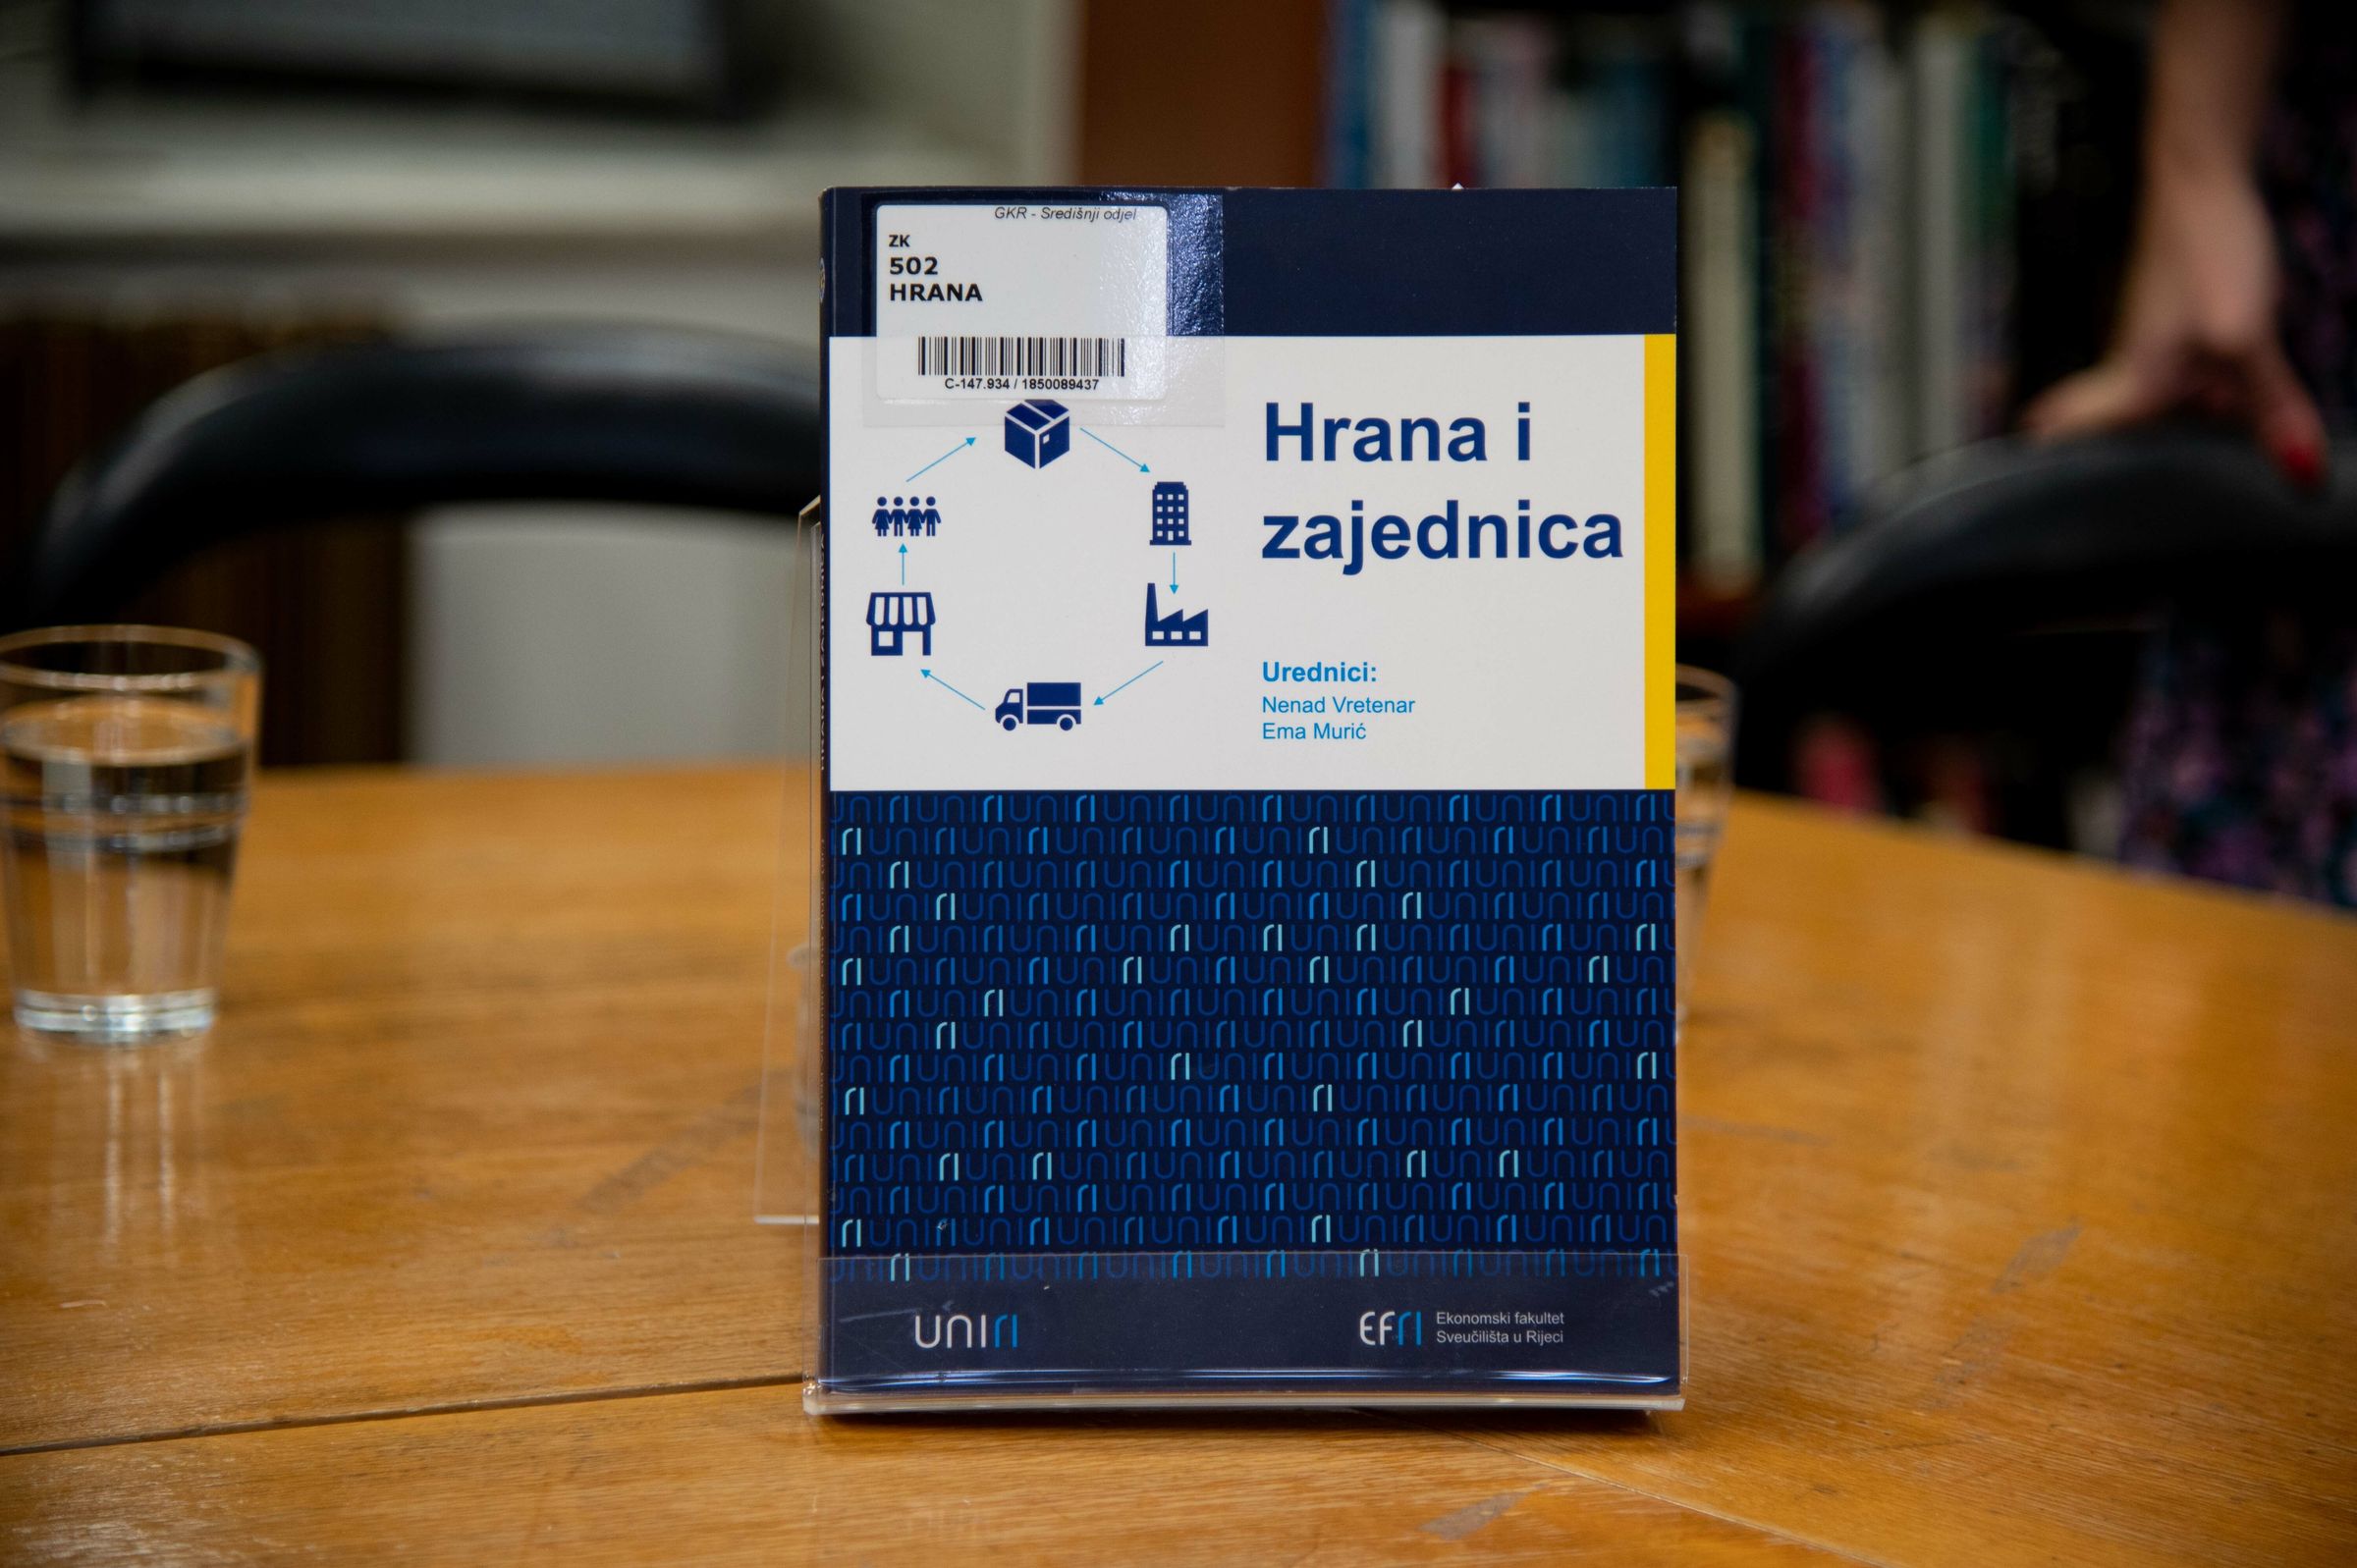 GKR - Središnji odjel
ZK
502
HRANA
C-147.934 / 1850089437
Hrana i
zajednica
Urednici:
Nenad Vretenar
Ema Murić
UNIRI
EFRI
Ekonomski fakultet
Sveučilišta u Rijeci